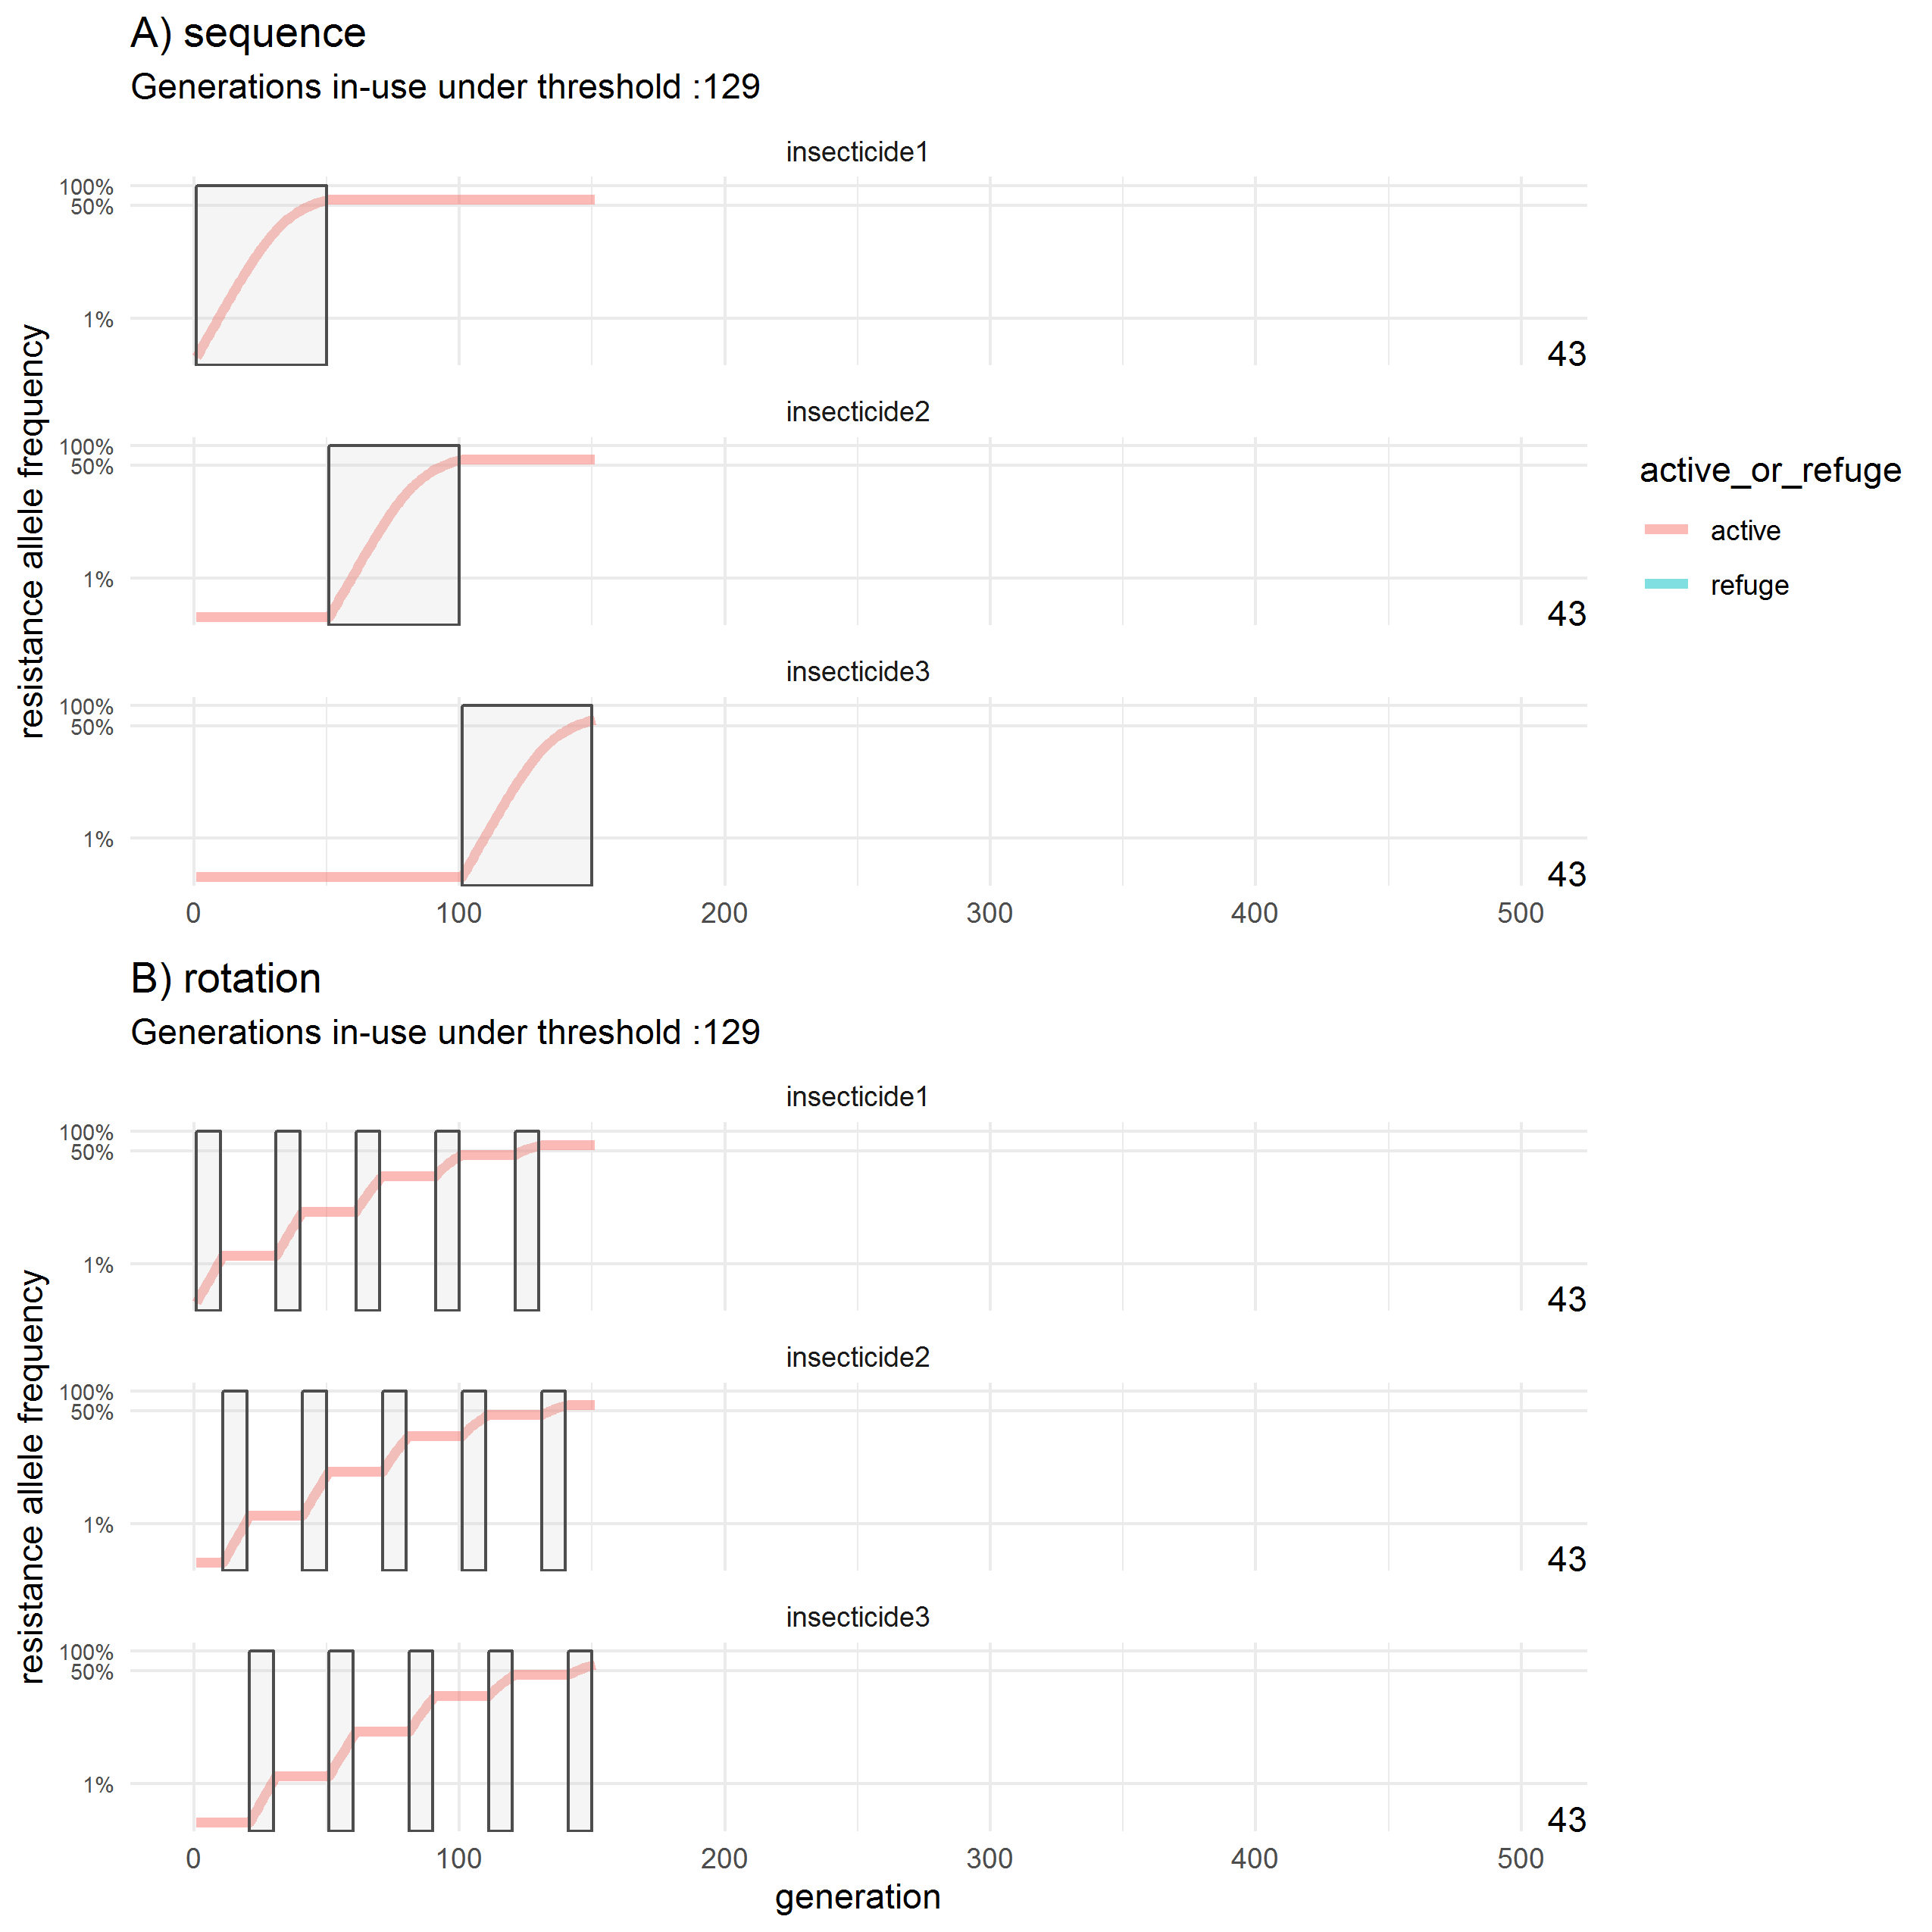 A) sequence
Generations in-use under threshold :129
insecticide1
100%
50%
1%
43
insecticide2
100%
50%
1%
43
insecticide3
100%
50%
1%
43
0 100 200 300 400 500
resistance allele frequency
active_or_refuge
active
refuge
B) rotation
Generations in-use under threshold :129
insecticide1
100%
50%
1%
43
insecticide2
100%
50%
1%
43
insecticide3
100%
50%
1%
43
0 100 200 300 400 500
resistance allele frequency
generation